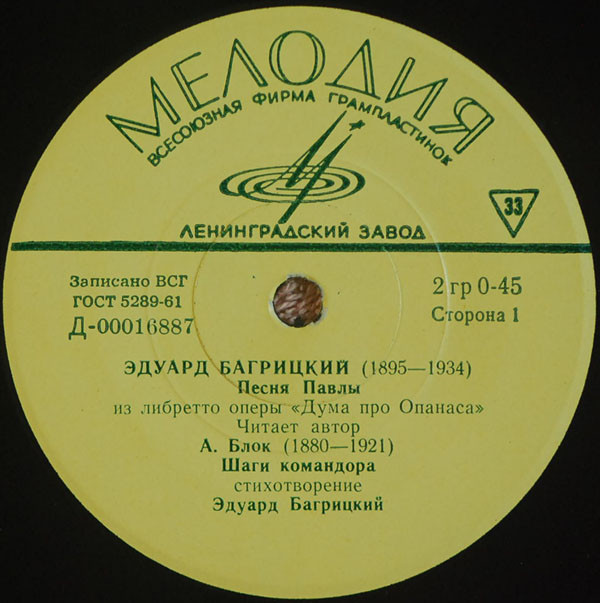 МЕЛОДИЯ
ВСЕСОЮЗНАЯ ФИРМА ГРАМПЛАСТИНОК
ЛЕНИНГРАДСКИЙ ЗАВОД
33
Записано ВСГ
ГОСТ 5289-61
Д-00016887
2 гр 0-45
Сторона 1
ЭДУАРД БАГРИЦКИЙ (1895—1934)
Песня Павлы
из либретто оперы «Дума про Опанаса»
Читает автор
А. Блок (1880—1921)
Шаги командора
стихотворение
Эдуард Багрицкий